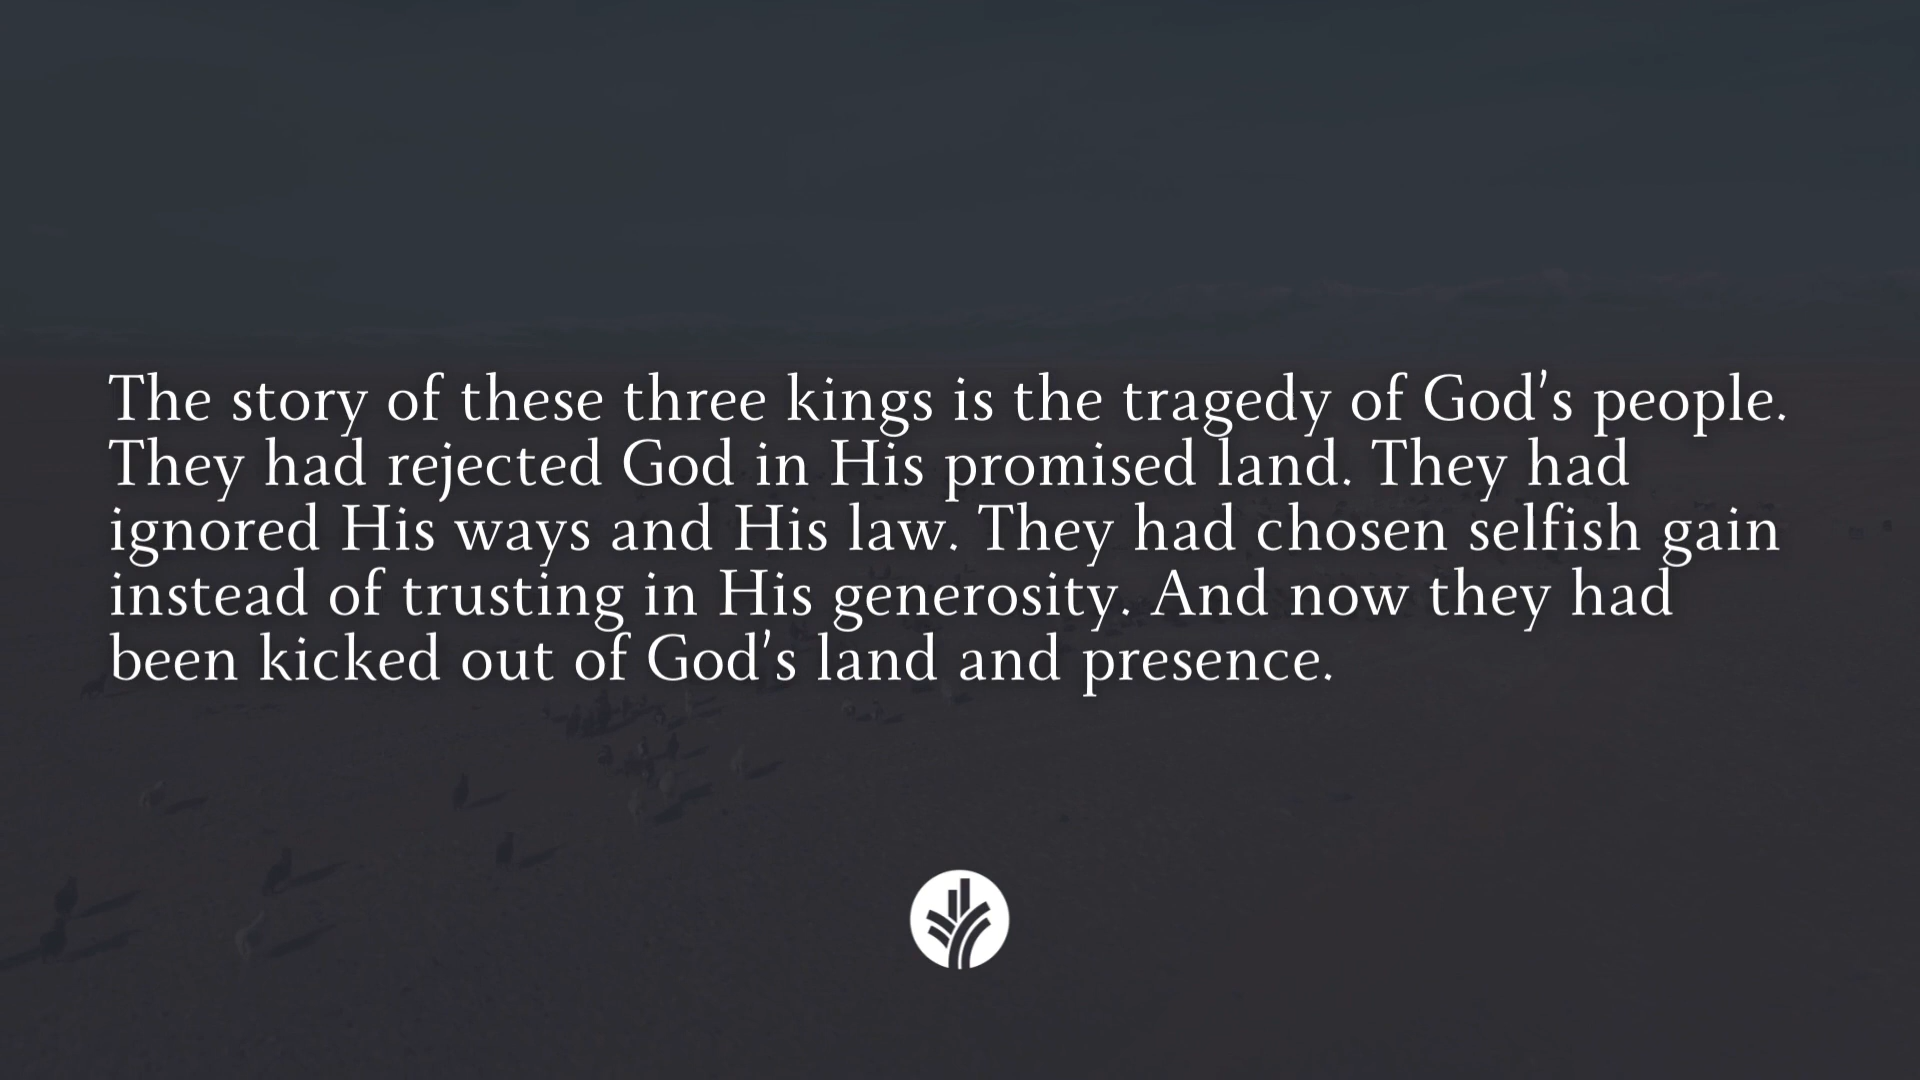 The story of these three kings is the tragedy of God's people.
They had rejected God in His promised land. They had
ignored His ways and His law. They had chosen selfish gain
instead of trusting in His generosity. And now they had
been kicked out of God's land and presence.